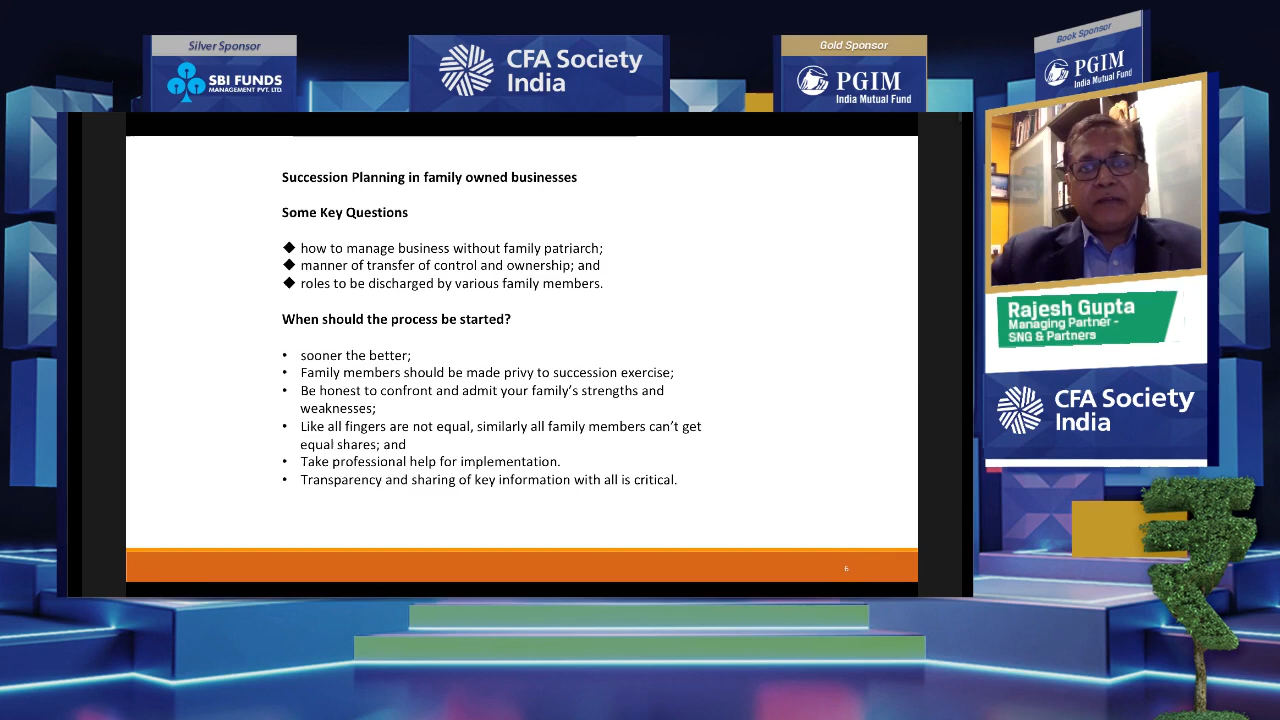 Silver Sponsor
SBI FUNDS
MANAGEMENT PVT. LTD.
CFA Society
India
Gold Sponsor
PGIM
India Mutual Fund
Book Sponsor
PGIM
India Mutual Fund
Succession Planning in family owned businesses
Some Key Questions
◆ how to manage business without family patriarch;
◆ manner of transfer of control and ownership; and
◆ roles to be discharged by various family members.
When should the process be started?
• sooner the better;
• Family members should be made privy to succession exercise;
• Be honest to confront and admit your family's strengths and
weaknesses;
• Like all fingers are not equal, similarly all family members can't get
equal shares; and
• Take professional help for implementation.
• Transparency and sharing of key information with all is critical.
6
Rajesh Gupta
Managing Partner -
SNG & Partners
CFA Society
India